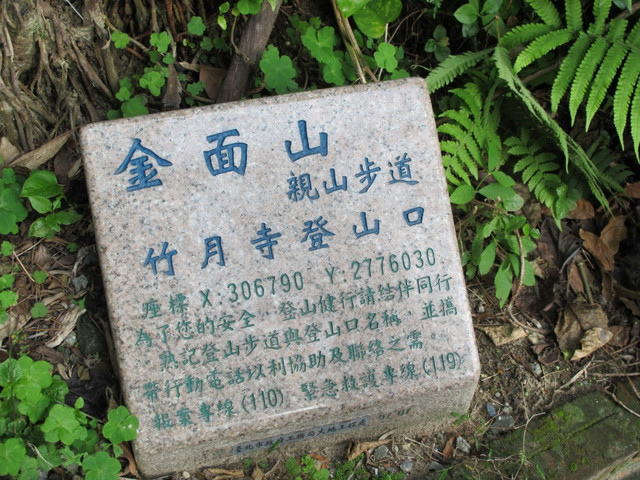 金面山
親山步道
竹月寺登山口
座標 X:306790 Y:2776030
為了您的安全,登山健行請結伴同行
熟記登山步道與登山口名稱,並攜
帶行動電話以利協助及聯絡之需。
報案專線(110) 緊急救護專線(119)